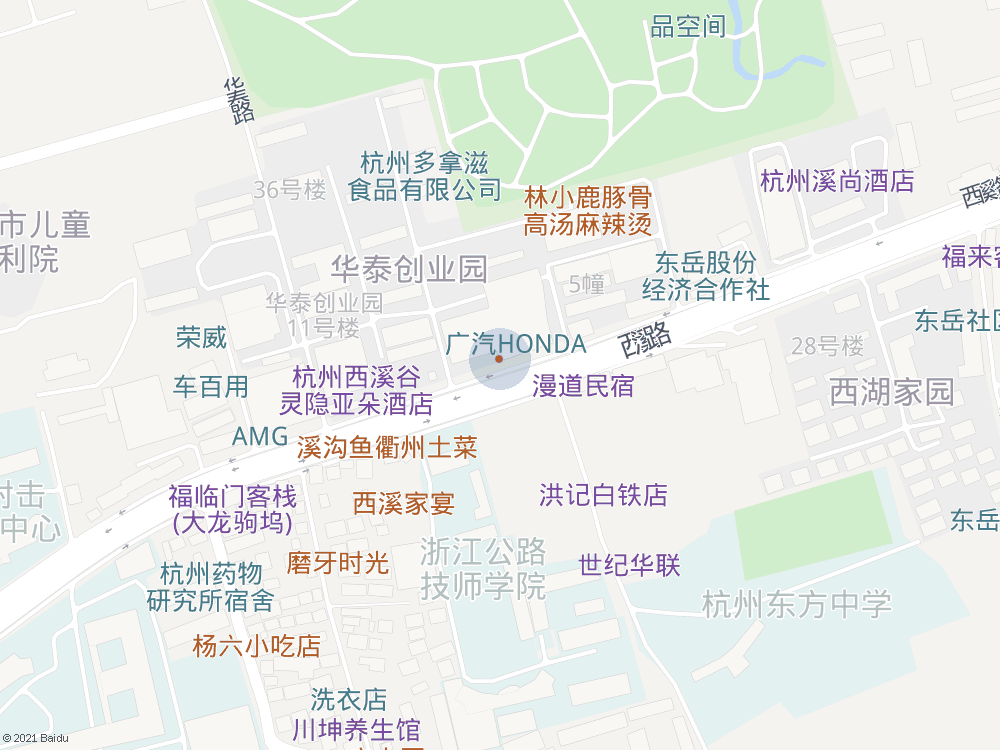 品空间
华泰路
杭州多拿滋
食品有限公司
36号楼
林小鹿豚骨
高汤麻辣烫
杭州溪尚酒店
市儿童
利院
华泰创业园
5幢
东岳股份
经济合作社
福来客
华泰创业园
11号楼
荣威
广汽HONDA
西溪路
28号楼
东岳社区
车百用
杭州西溪谷
灵隐亚朵酒店
漫道民宿
西湖家园
AMG
溪沟鱼衢州土菜
射击
中心
福临门客栈
(大龙驹坞)
西溪家宴
洪记白铁店
东岳
磨牙时光
浙江公路
技师学院
世纪华联
杭州药物
研究所宿舍
杭州东方中学
杨六小吃店
洗衣店
川坤养生馆
© 2021 Baidu